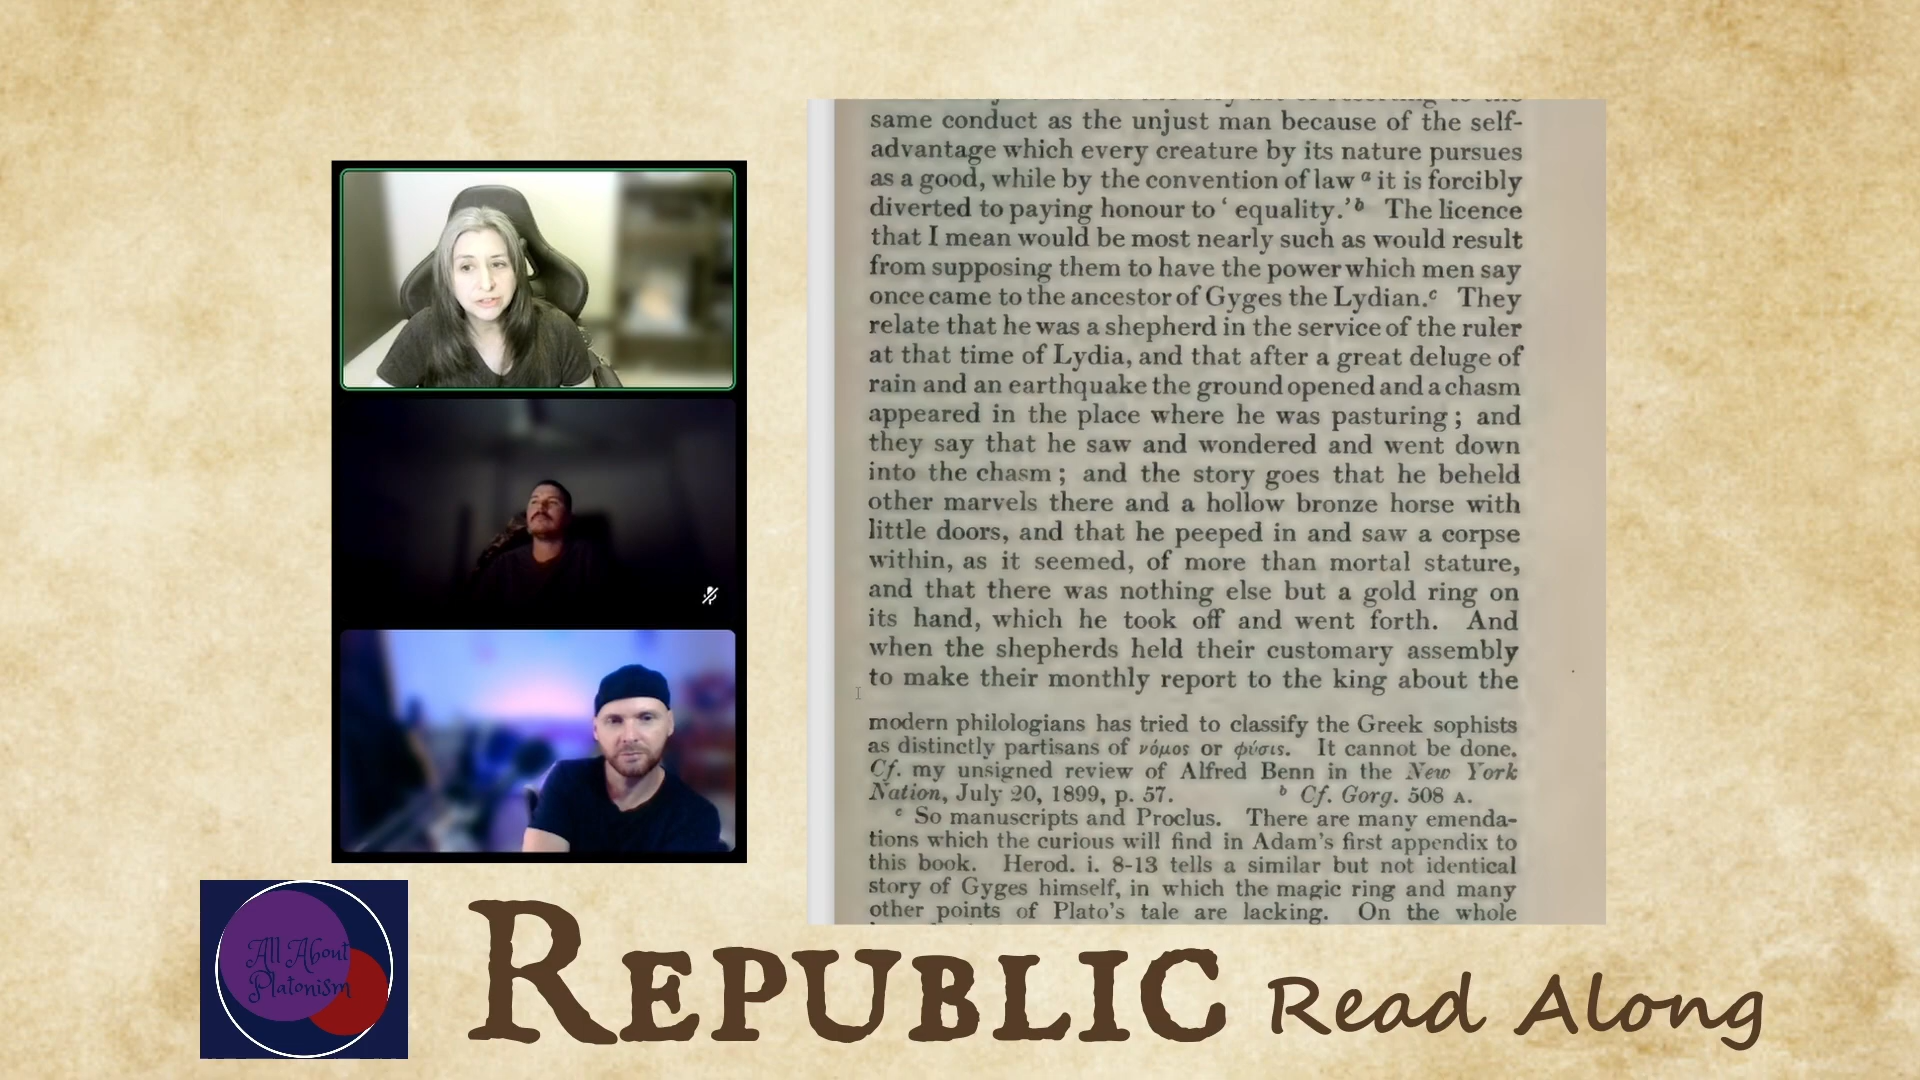 same conduct as the unjust man because of the self-
advantage which every creature by its nature pursues
as a good, while by the convention of law a it is forcibly
diverted to paying honour to ‘ equality.’ b The licence
that I mean would be most nearly such as would result
from supposing them to have the power which men say
once came to the ancestor of Gyges the Lydian.c They
relate that he was a shepherd in the service of the ruler
at that time of Lydia, and that after a great deluge of
rain and an earthquake the ground opened and a chasm
appeared in the place where he was pasturing ; and
they say that he saw and wondered and went down
into the chasm ; and the story goes that he beheld
other marvels there and a hollow bronze horse with
little doors, and that he peeped in and saw a corpse
within, as it seemed, of more than mortal stature,
and that there was nothing else but a gold ring on
its hand, which he took off and went forth. And
when the shepherds held their customary assembly
to make their monthly report to the king about the
modern philologians has tried to classify the Greek sophists
as distinctly partisans of νόμος or φύσις. It cannot be done.
Cf. my unsigned review of Alfred Benn in the New York
Nation, July 20, 1899, p. 57. b Cf. Gorg. 508 A.
c So manuscripts and Proclus. There are many emenda-
tions which the curious will find in Adam's first appendix to
this book. Herod. i. 8-13 tells a similar but not identical
story of Gyges himself, in which the magic ring and many
other points of Plato's tale are lacking. On the whole
All About
Platonism
REPUBLIC Read Along